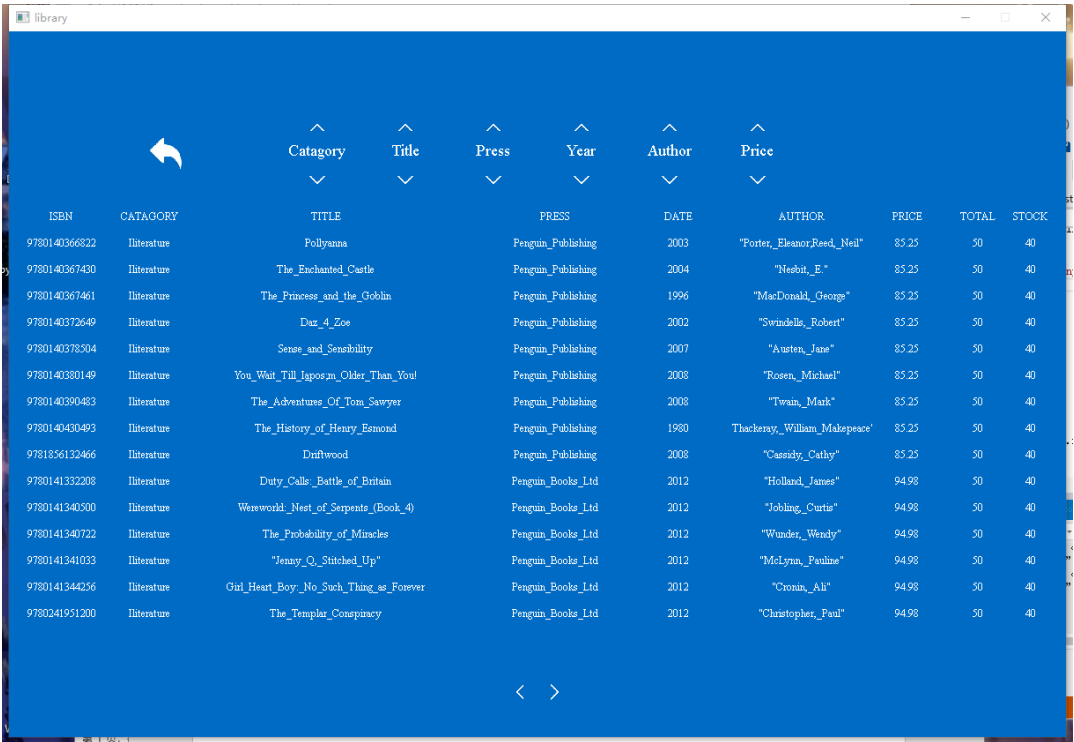 library
Catagory Title Press Year Author Price
ISBN CATAGORY TITLE PRESS DATE AUTHOR PRICE TOTAL STOCK
9780140366822 Iliterature Pollyanna Penguin_Publishing 2003 "Porter,_Eleanor;Reed,_Neil" 85.25 50 40
9780140367430 Iliterature The_Enchanted_Castle Penguin_Publishing 2004 "Nesbit,_E." 85.25 50 40
9780140367461 Iliterature The_Princess_and_the_Goblin Penguin_Publishing 1996 "MacDonald,_George" 85.25 50 40
9780140372649 Iliterature Daz_4_Zoe Penguin_Publishing 2002 "Swindells,_Robert" 85.25 50 40
9780140378504 Iliterature Sense_and_Sensibility Penguin_Publishing 2007 "Austen,_Jane" 85.25 50 40
9780140380149 Iliterature You_Wait_Till_I&apos;m_Older_Than_You! Penguin_Publishing 2008 "Rosen,_Michael" 85.25 50 40
9780140390483 Iliterature The_Adventures_Of_Tom_Sawyer Penguin_Publishing 2008 "Twain,_Mark" 85.25 50 40
9780140430493 Iliterature The_History_of_Henry_Esmond Penguin_Publishing 1980 Thackeray,_William_Makepeace' 85.25 50 40
9781856132466 Iliterature Driftwood Penguin_Publishing 2008 "Cassidy,_Cathy" 85.25 50 40
9780141332208 Iliterature Duty_Calls:_Battle_of_Britain Penguin_Books_Ltd 2012 "Holland,_James" 94.98 50 40
9780141340500 Iliterature Wereworld:_Nest_of_Serpents_(Book_4) Penguin_Books_Ltd 2012 "Jobling,_Curtis" 94.98 50 40
9780141340722 Iliterature The_Probability_of_Miracles Penguin_Books_Ltd 2012 "Wunder,_Wendy" 94.98 50 40
9780141341033 Iliterature "Jenny_Q,_Stitched_Up" Penguin_Books_Ltd 2012 "McLynn,_Pauline" 94.98 50 40
9780141344256 Iliterature Girl_Heart_Boy:_No_Such_Thing_as_Forever Penguin_Books_Ltd 2012 "Cronin,_Ali" 94.98 50 40
9780241951200 Iliterature The_Templar_Conspiracy Penguin_Books_Ltd 2012 "Christopher,_Paul" 94.98 50 40